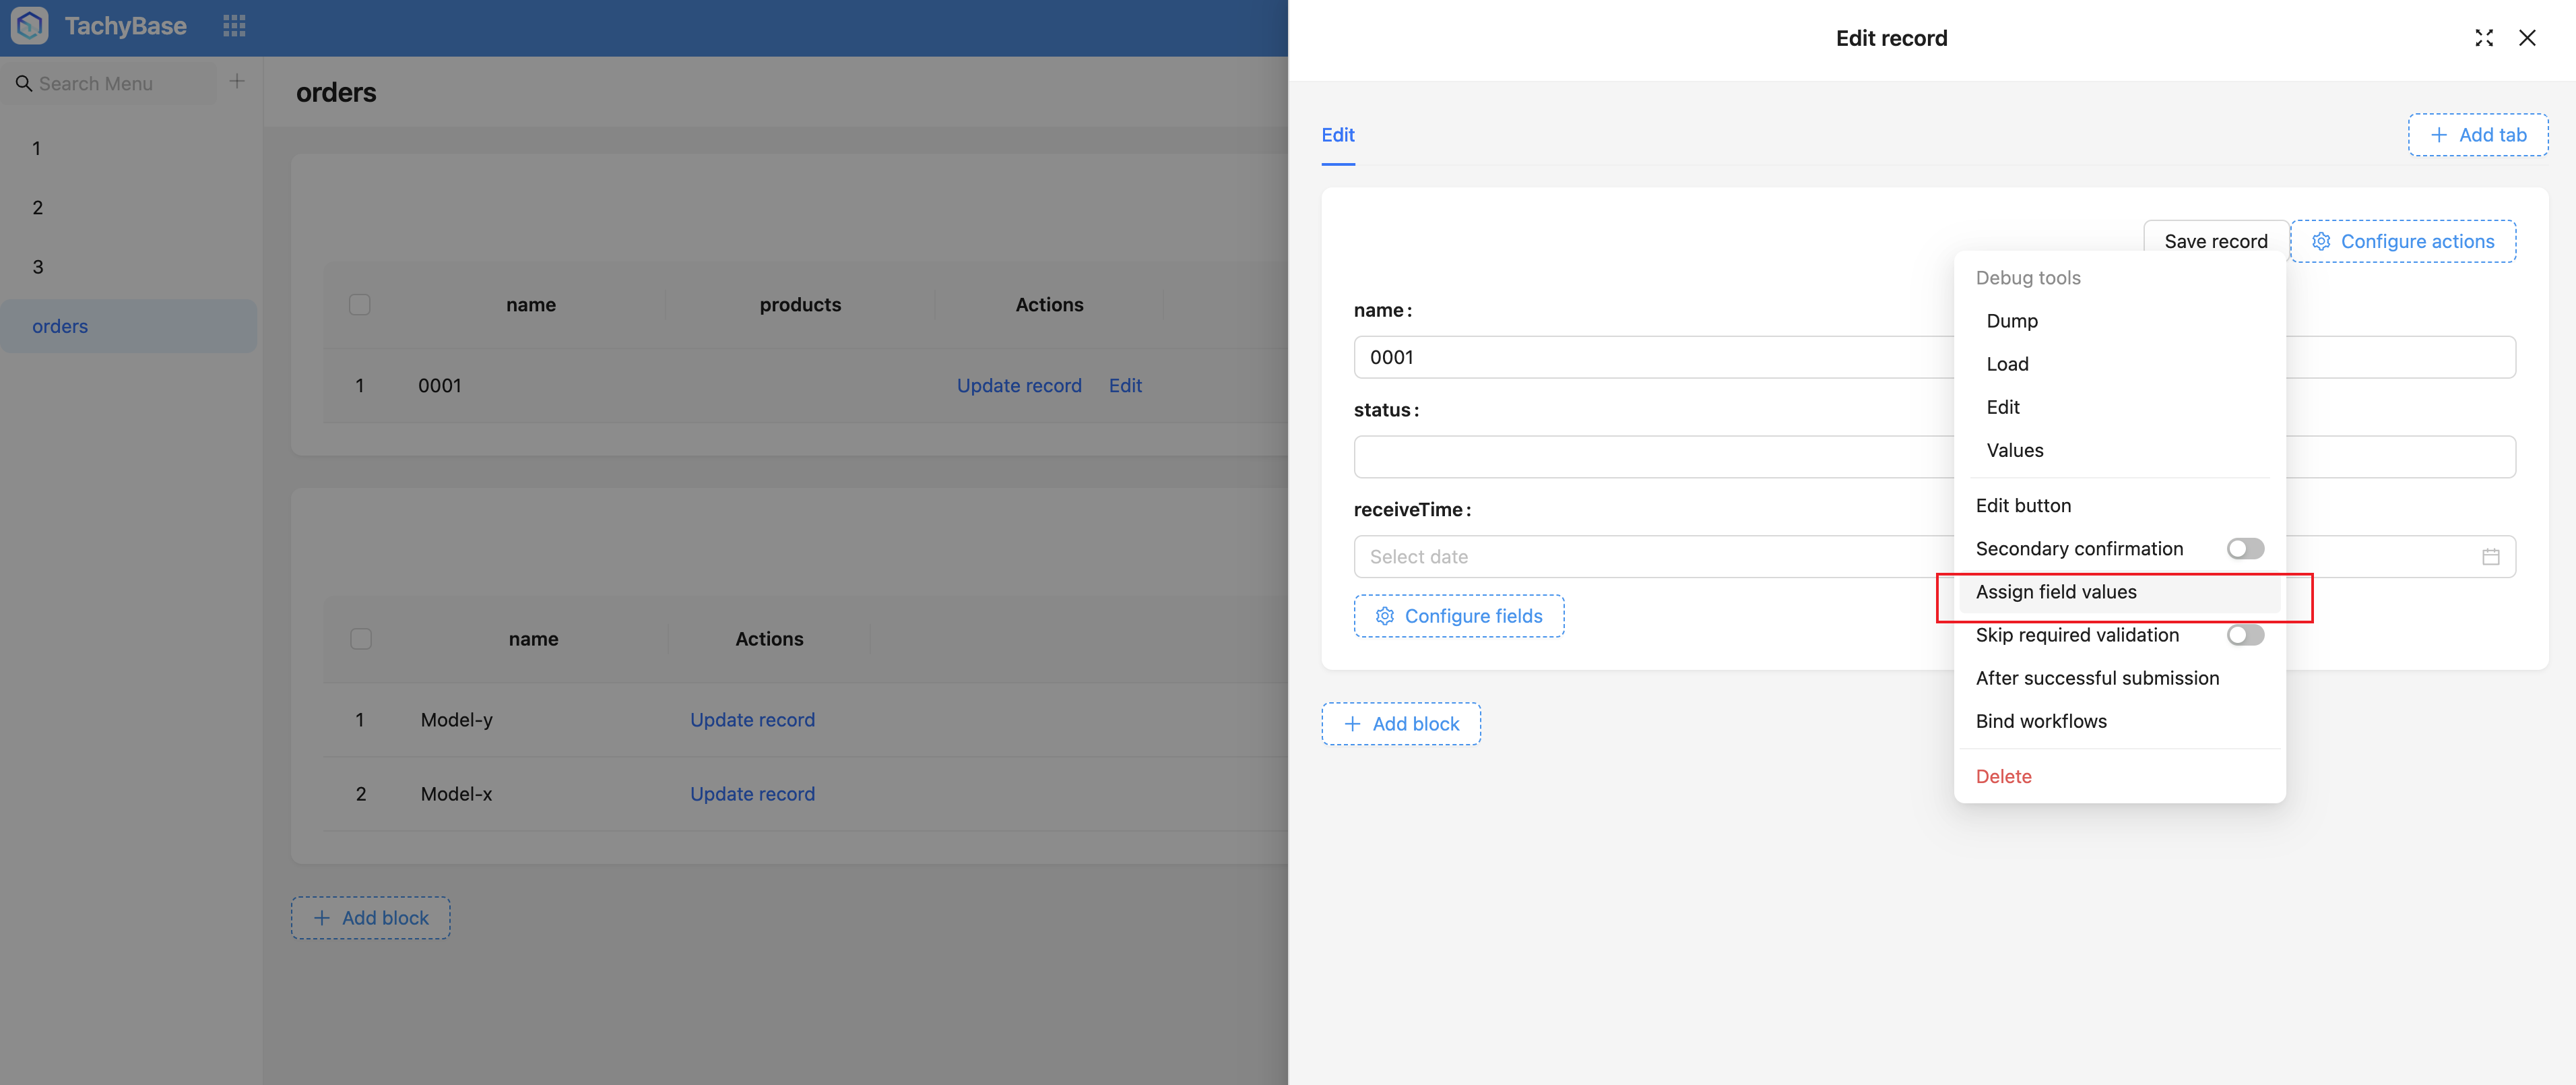 TachyBase
Search Menu
1
2
3
orders
orders
name products Actions
1 0001 Update record Edit
name Actions
1 Model-y Update record
2 Model-x Update record
Add block
Edit record
Edit
Add tab
Save record
Configure actions
name:
0001
status:
receiveTime:
Select date
Configure fields
Add block
Debug tools
Dump
Load
Edit
Values
Edit button
Secondary confirmation
Assign field values
Skip required validation
After successful submission
Bind workflows
Delete